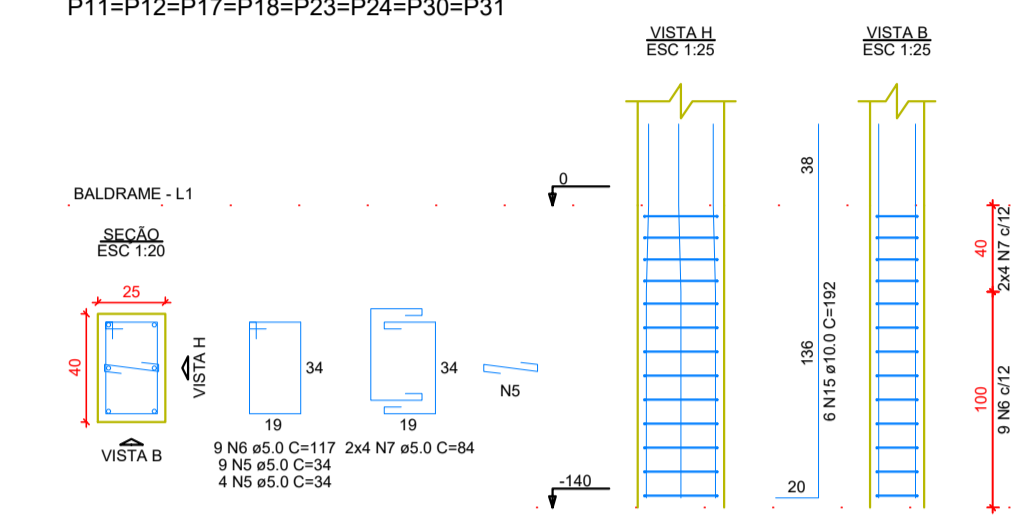 P11=P12=P17=P18=P23=P24=P30=P31
VISTA H
ESC 1:25
VISTA B
ESC 1:25
BALDRAME - L1
0
38
SEÇÃO
ESC 1:20
25
40
VISTA H
VISTA B
34
19
9 N6 ø5.0 C=117
9 N5 ø5.0 C=34
4 N5 ø5.0 C=34
34
19
2x4 N7 ø5.0 C=84
N5
-140
136
6 N15 ø10.0 C=192
20
40
2x4 N7 c/12
100
9 N6 c/12